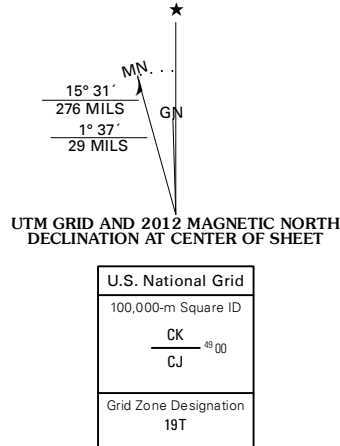 ★
MN
15° 31´
276 MILS
GN
1° 37´
29 MILS
UTM GRID AND 2012 MAGNETIC NORTH
DECLINATION AT CENTER OF SHEET
U.S. National Grid
100,000-m Square ID
CK
49 00
CJ
Grid Zone Designation
19T